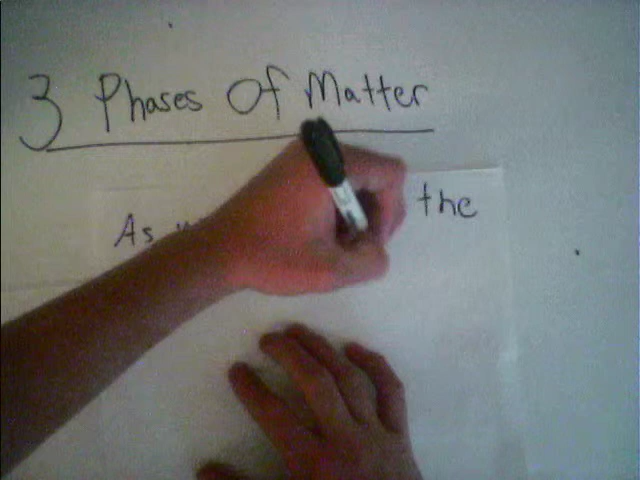 3 Phases Of Matter
As the